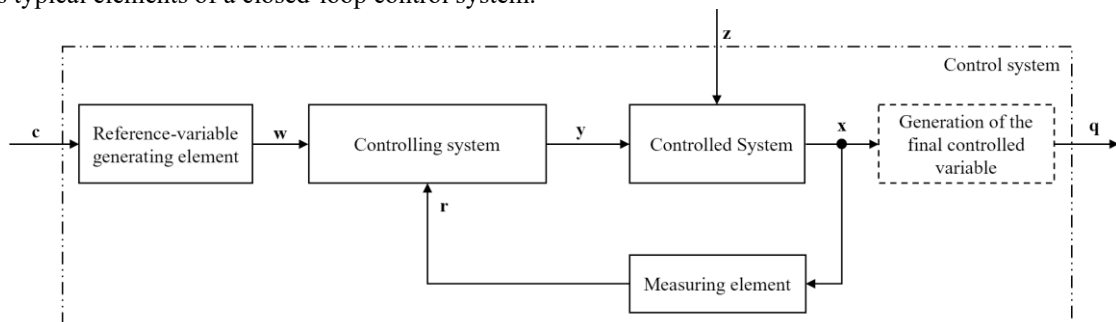 s typical elements of a closed-loop control system.
z
Control system
c
Reference-variable
generating element
w
Controlling system
y
Controlled System
x
Generation of the
final controlled
variable
q
r
Measuring element